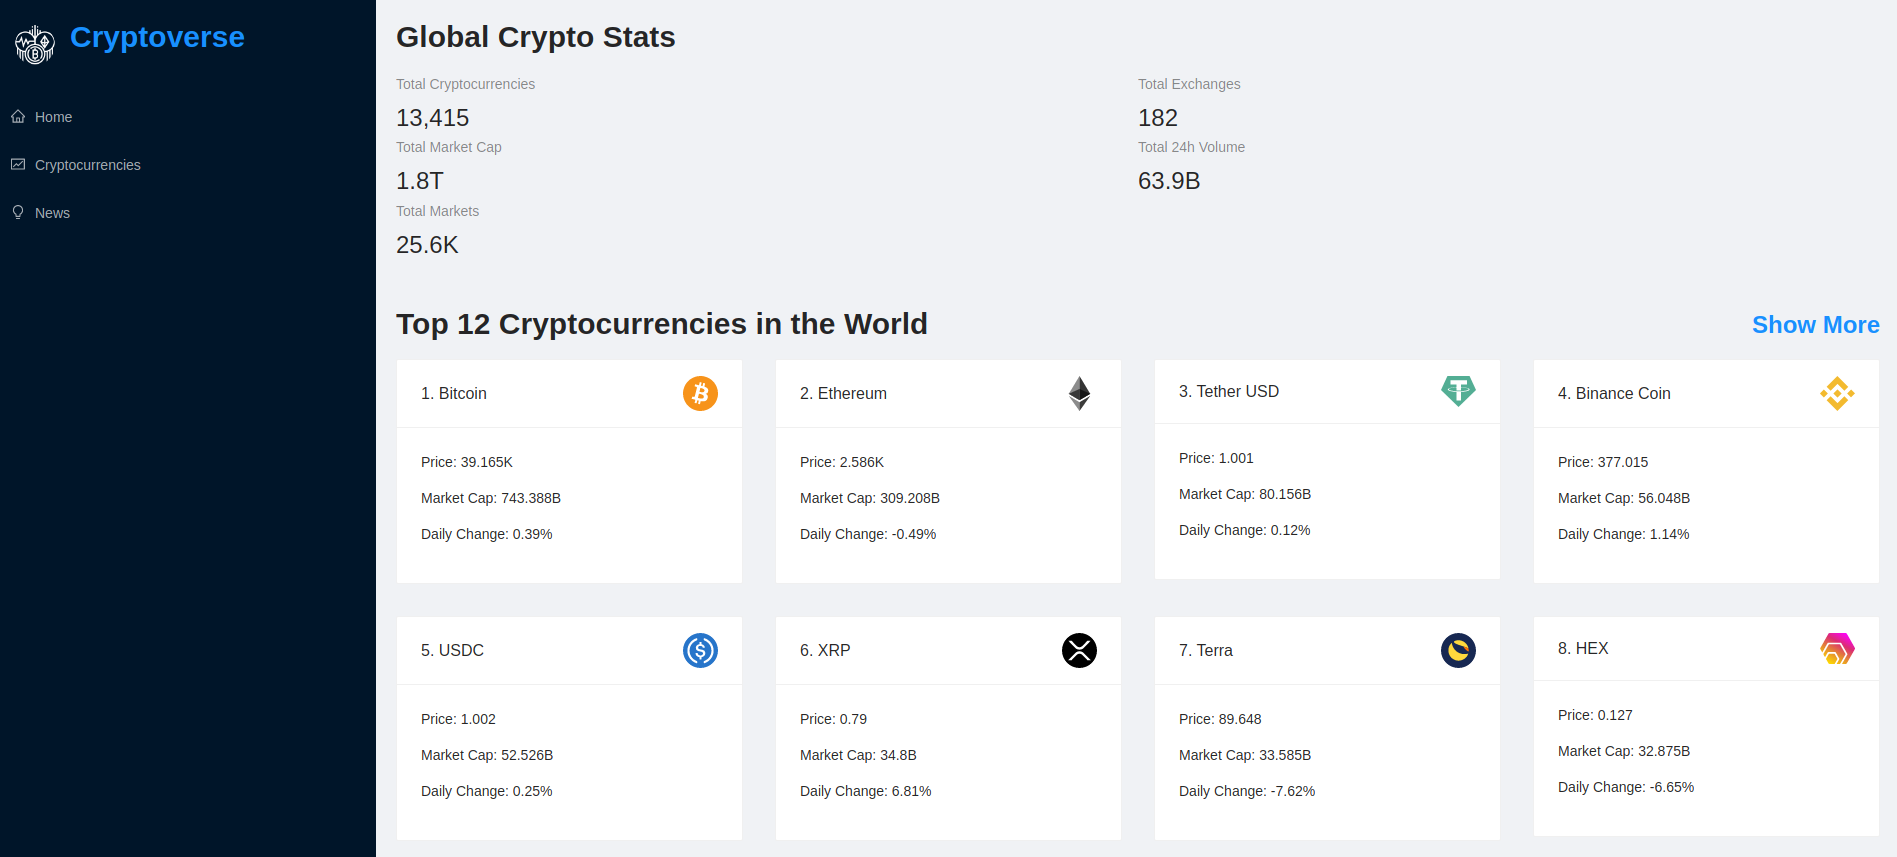 Cryptoverse
Home
Cryptocurrencies
News
Global Crypto Stats
Total Cryptocurrencies
13,415
Total Exchanges
182
Total Market Cap
1.8T
Total 24h Volume
63.9B
Total Markets
25.6K
Top 12 Cryptocurrencies in the World
Show More
1. Bitcoin
Price: 39.165K
Market Cap: 743.388B
Daily Change: 0.39%
2. Ethereum
Price: 2.586K
Market Cap: 309.208B
Daily Change: -0.49%
3. Tether USD
Price: 1.001
Market Cap: 80.156B
Daily Change: 0.12%
4. Binance Coin
Price: 377.015
Market Cap: 56.048B
Daily Change: 1.14%
5. USDC
Price: 1.002
Market Cap: 52.526B
Daily Change: 0.25%
6. XRP
Price: 0.79
Market Cap: 34.8B
Daily Change: 6.81%
7. Terra
Price: 89.648
Market Cap: 33.585B
Daily Change: -7.62%
8. HEX
Price: 0.127
Market Cap: 32.875B
Daily Change: -6.65%